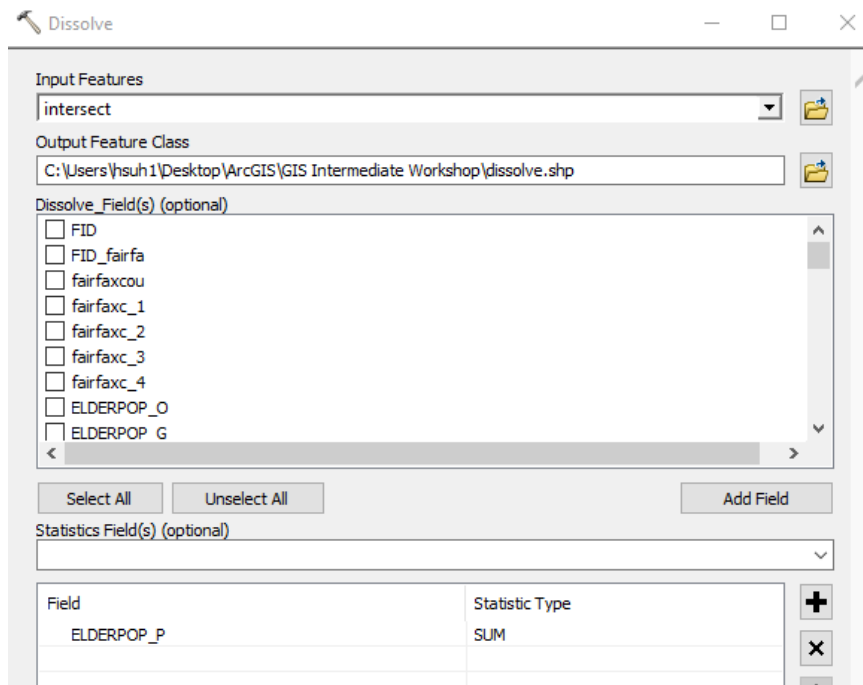 Dissolve
Input Features
intersect
Output Feature Class
C:\Users\hsuh1\Desktop\ArcGIS\GIS Intermediate Workshop\dissolve.shp
Dissolve_Field(s) (optional)
FID
FID_fairfa
fairfaxcou
fairfaxc_1
fairfaxc_2
fairfaxc_3
fairfaxc_4
ELDERPOP_O
ELDERPOP_G
Select All Unselect All Add Field
Statistics Field(s) (optional)
Field Statistic Type
ELDERPOP_P SUM